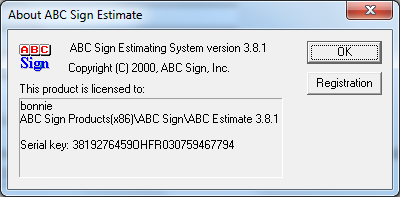 About ABC Sign Estimate
ABC
Sign
ABC Sign Estimating System version 3.8.1
Copyright (C) 2000, ABC Sign, Inc.
OK
Registration
This product is licensed to:
bonnie
ABC Sign Products(x86)\ABC Sign\ABC Estimate 3.8.1
Serial key: 3819276459OHFR030759467794